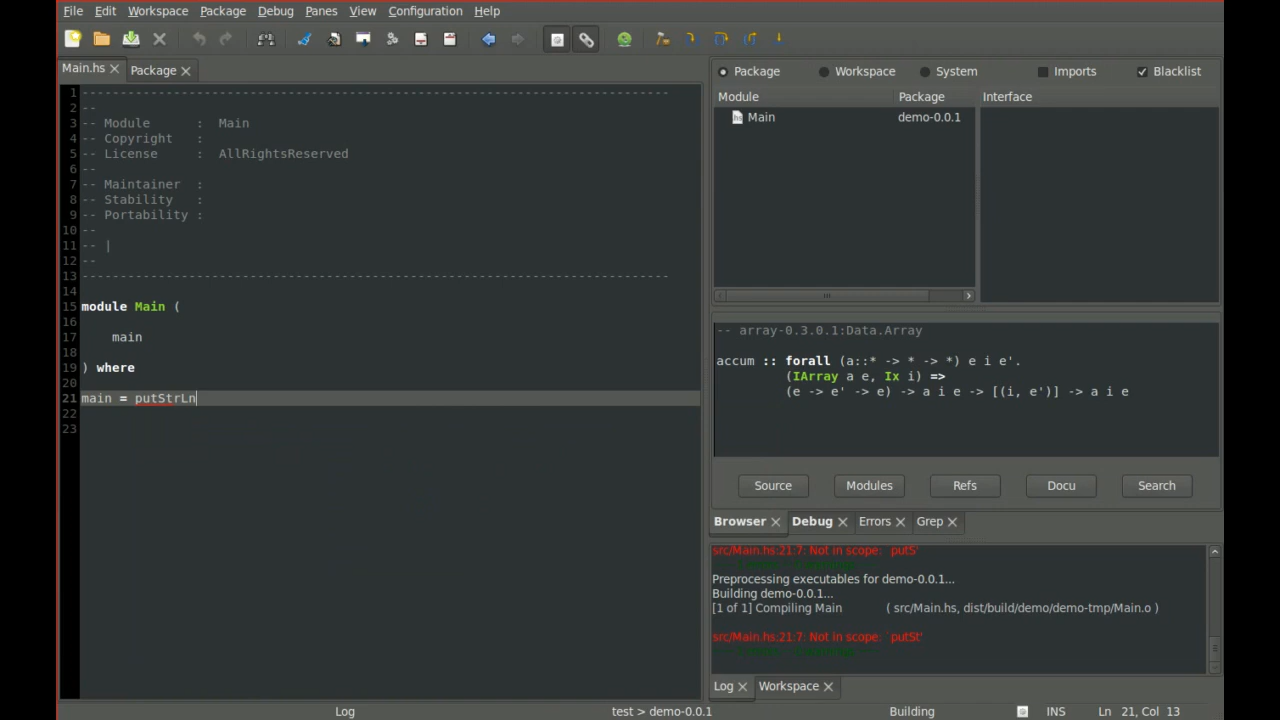 File Edit Workspace Package Debug Panes View Configuration Help
Main.hs Package
1 ----------------------------------------------------------------------------
2 --
3 -- Module      :  Main
4 -- Copyright   :
5 -- License     :  AllRightsReserved
6 --
7 -- Maintainer  :
8 -- Stability   :
9 -- Portability :
10 --
11 -- |
12 --
13 ----------------------------------------------------------------------------
14
15 module Main (
16
17     main
18
19 ) where
20
21 main = putStrLn
22
23
Package Workspace System Imports Blacklist
Module Package Interface
Main demo-0.0.1
-- array-0.3.0.1:Data.Array
accum :: forall (a::* -> * -> *) e i e'.
(IArray a e, Ix i) =>
(e -> e' -> e) -> a i e -> [(i, e')] -> a i e
Source Modules Refs Docu Search
Browser Debug Errors Grep
src/Main.hs:21:7: Not in scope: `putS'
Preprocessing executables for demo-0.0.1...
Building demo-0.0.1...
[1 of 1] Compiling Main ( src/Main.hs, dist/build/demo/demo-tmp/Main.o )
src/Main.hs:21:7: Not in scope: `putSt'
Log Workspace
Log test > demo-0.0.1 Building INS Ln 21, Col 13